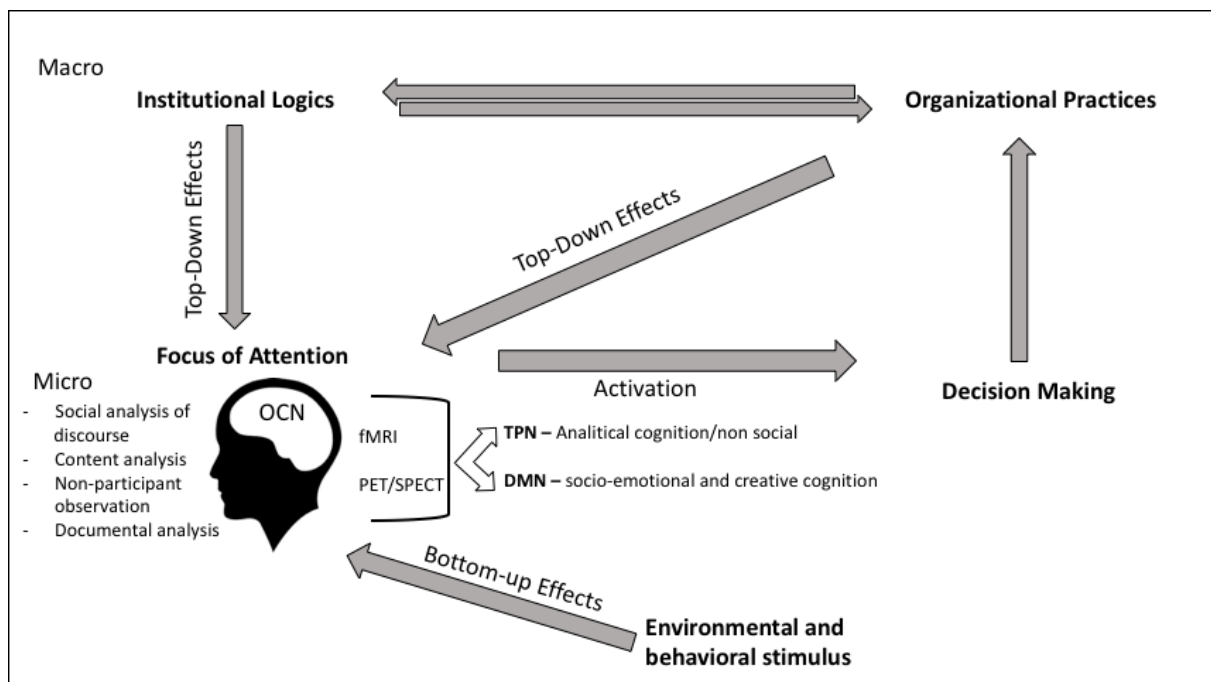 Macro
Institutional Logics
Organizational Practices
Top-Down Effects
Top-Down Effects
Focus of Attention
Micro
- Social analysis of
discourse
- Content analysis
- Non-participant
observation
- Documental analysis
OCN
fMRI
PET/SPECT
Activation
Decision Making
TPN – Analitical cognition/non social
DMN – socio-emotional and creative cognition
Bottom-up Effects
Environmental and
behavioral stimulus